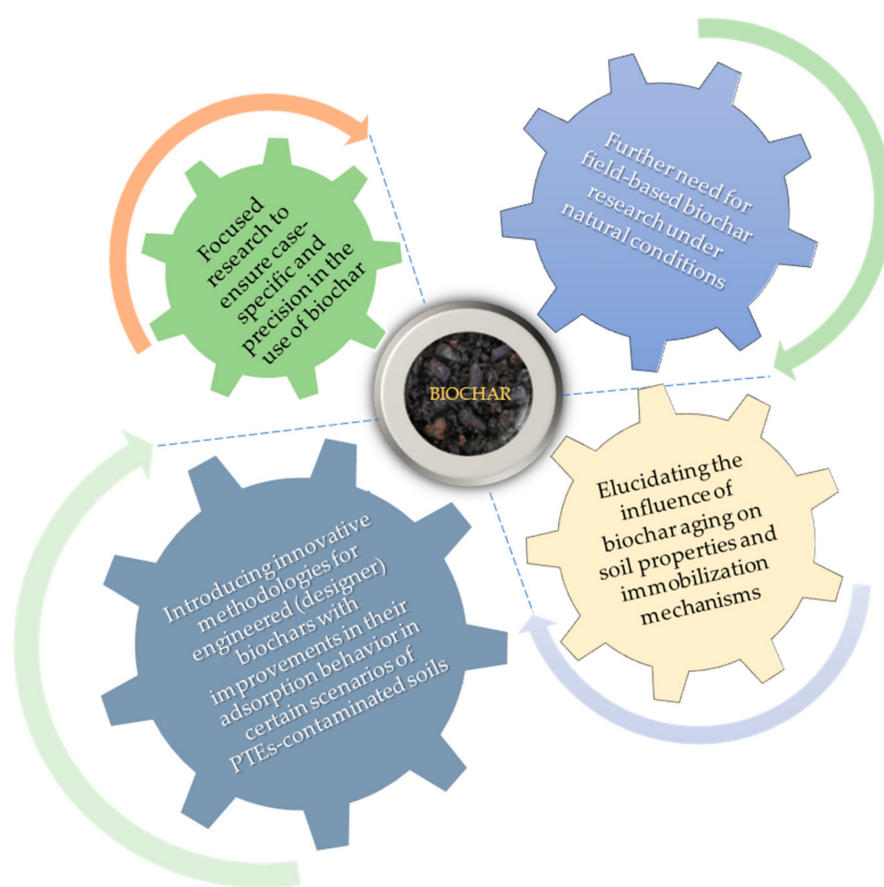 Focused
research to
ensure case-
specific and
precision in the
use of biochar
Further need for
field-based biochar
research under
natural conditions
BIOCHAR
Introducing innovative
methodologies for
engineered (designer)
biochars with
improvements in their
adsorption behavior in
certain scenarios of
PTEs-contaminated soils
Elucidating the
influence of
biochar aging on
soil properties and
immobilization
mechanisms